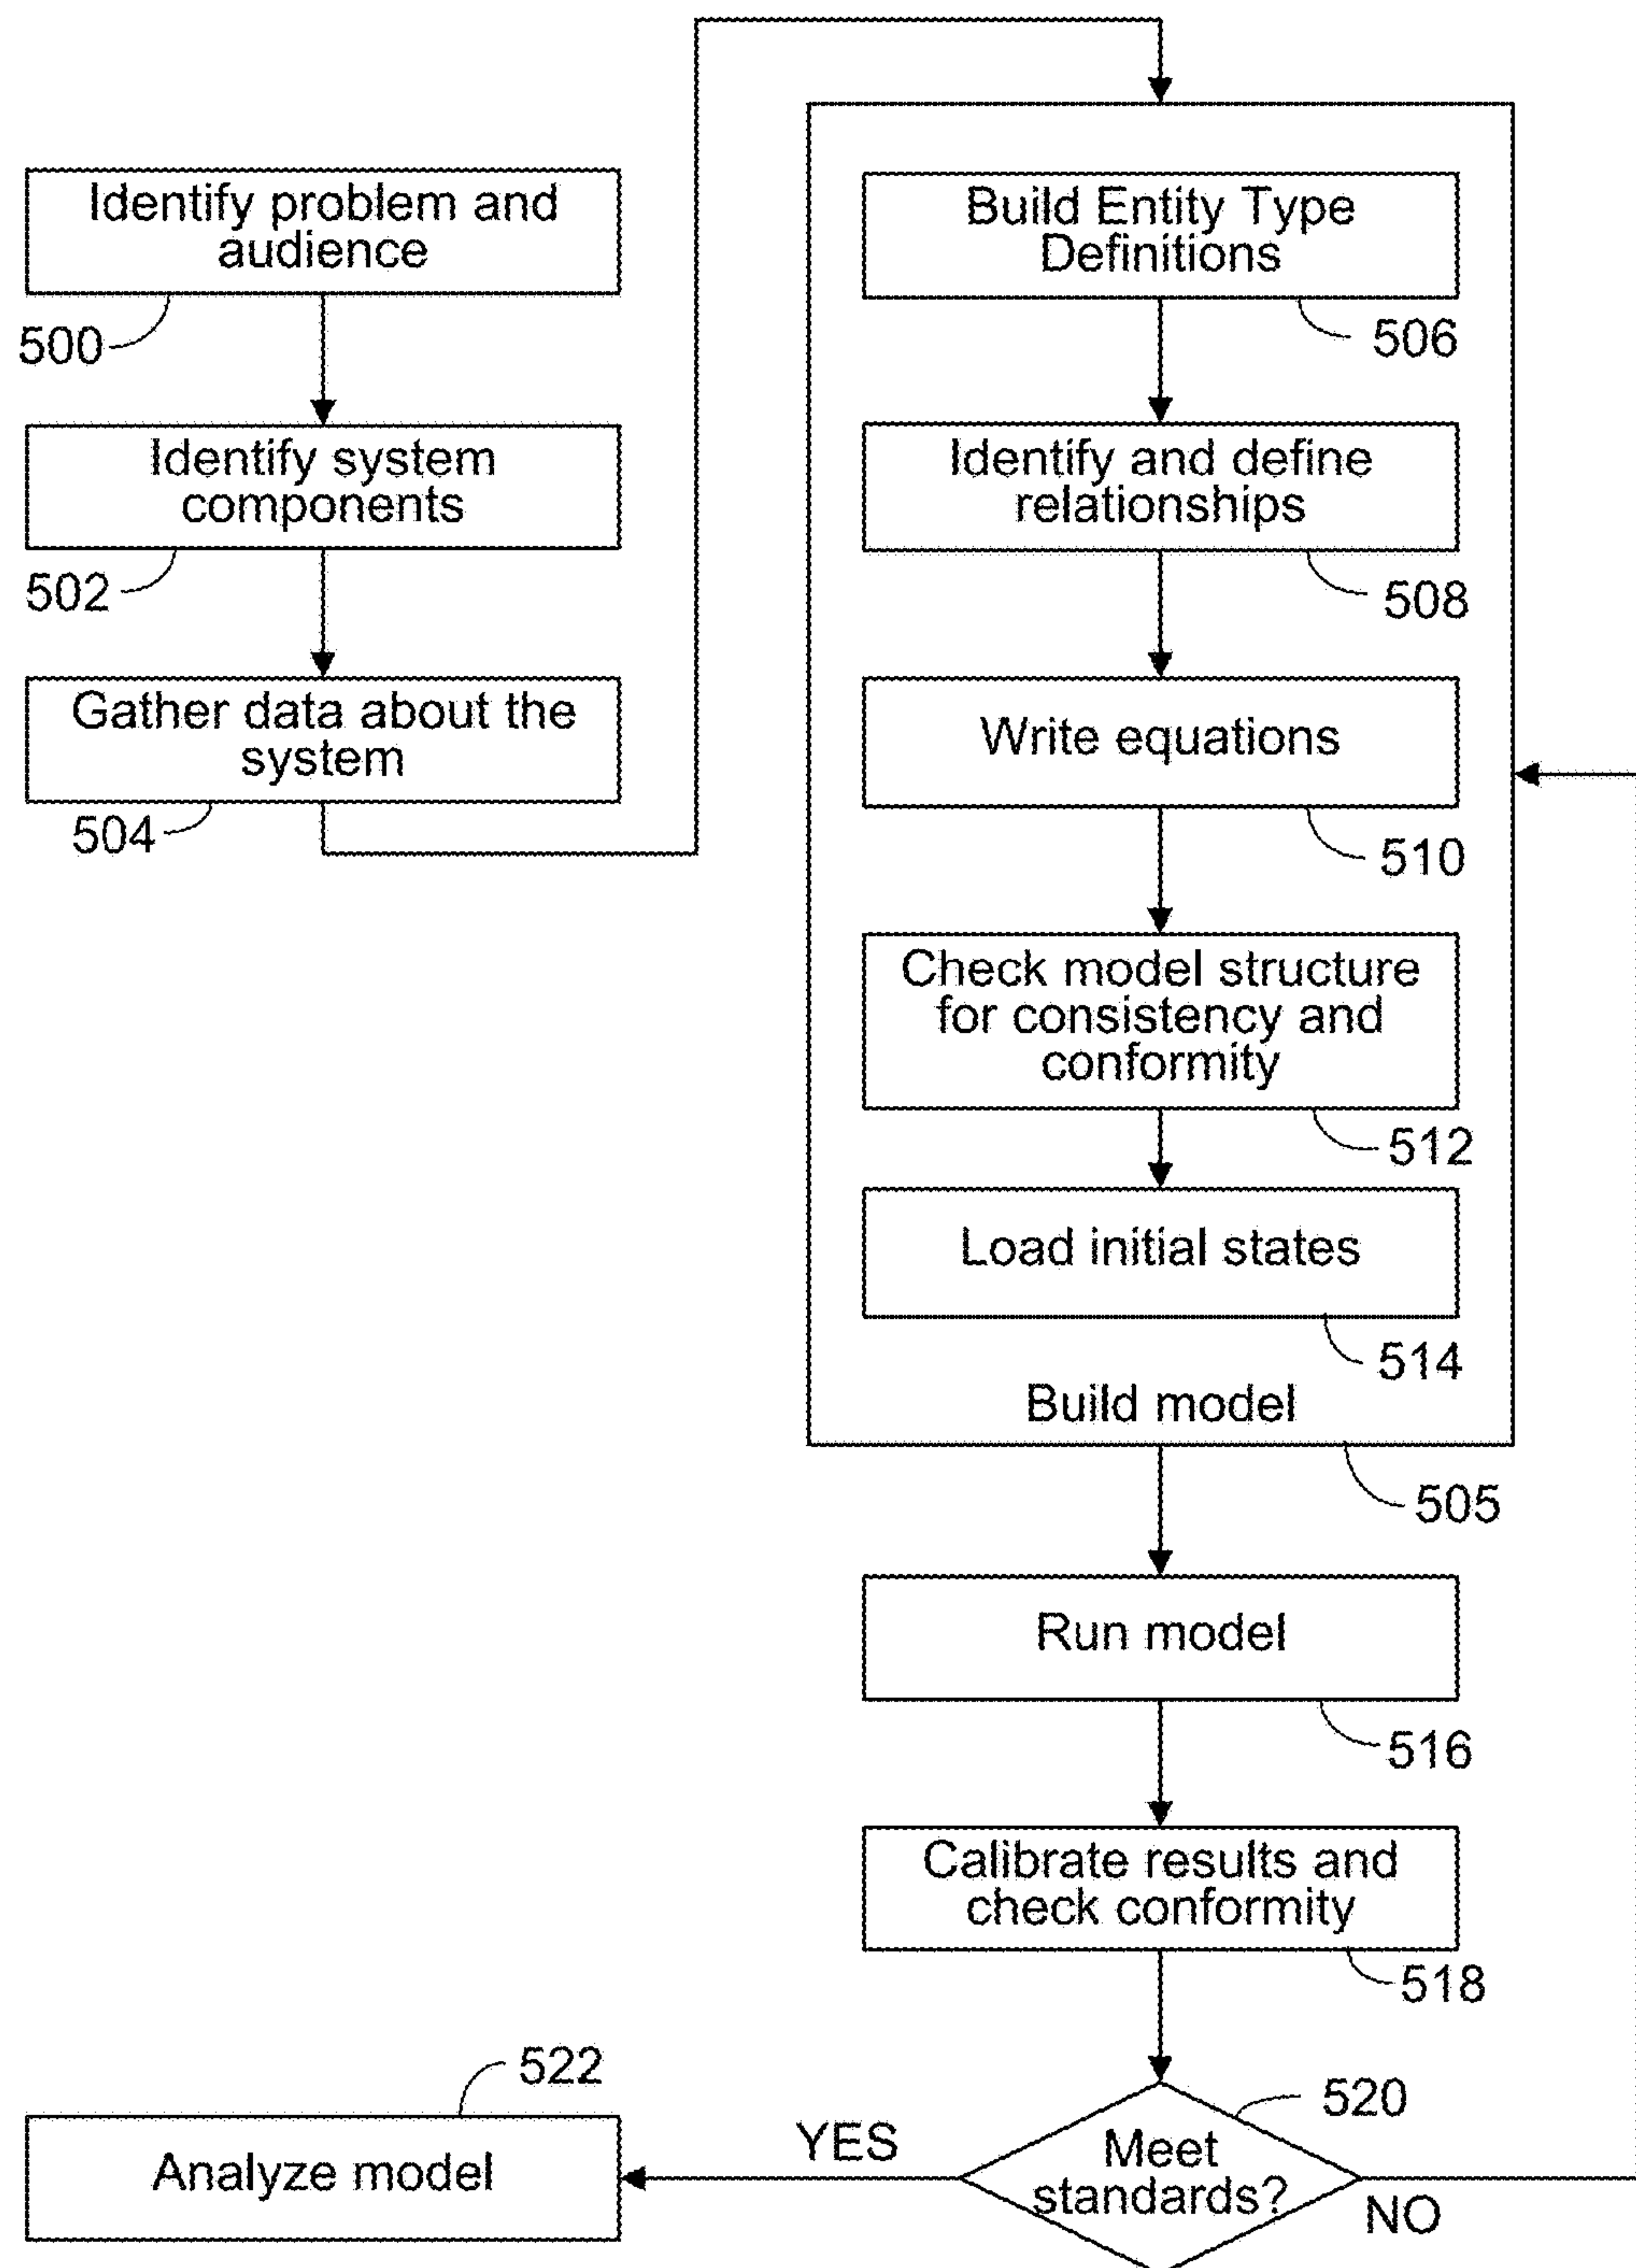 Identify problem and
audience
500
Identify system
components
502
Gather data about the
system
504
Build Entity Type
Definitions
506
Identify and define
relationships
508
Write equations
510
Check model structure
for consistency and
conformity
512
Load initial states
514
Build model
505
Run model
516
Calibrate results and
check conformity
518
Meet
standards?
520
YES
NO
Analyze model
522